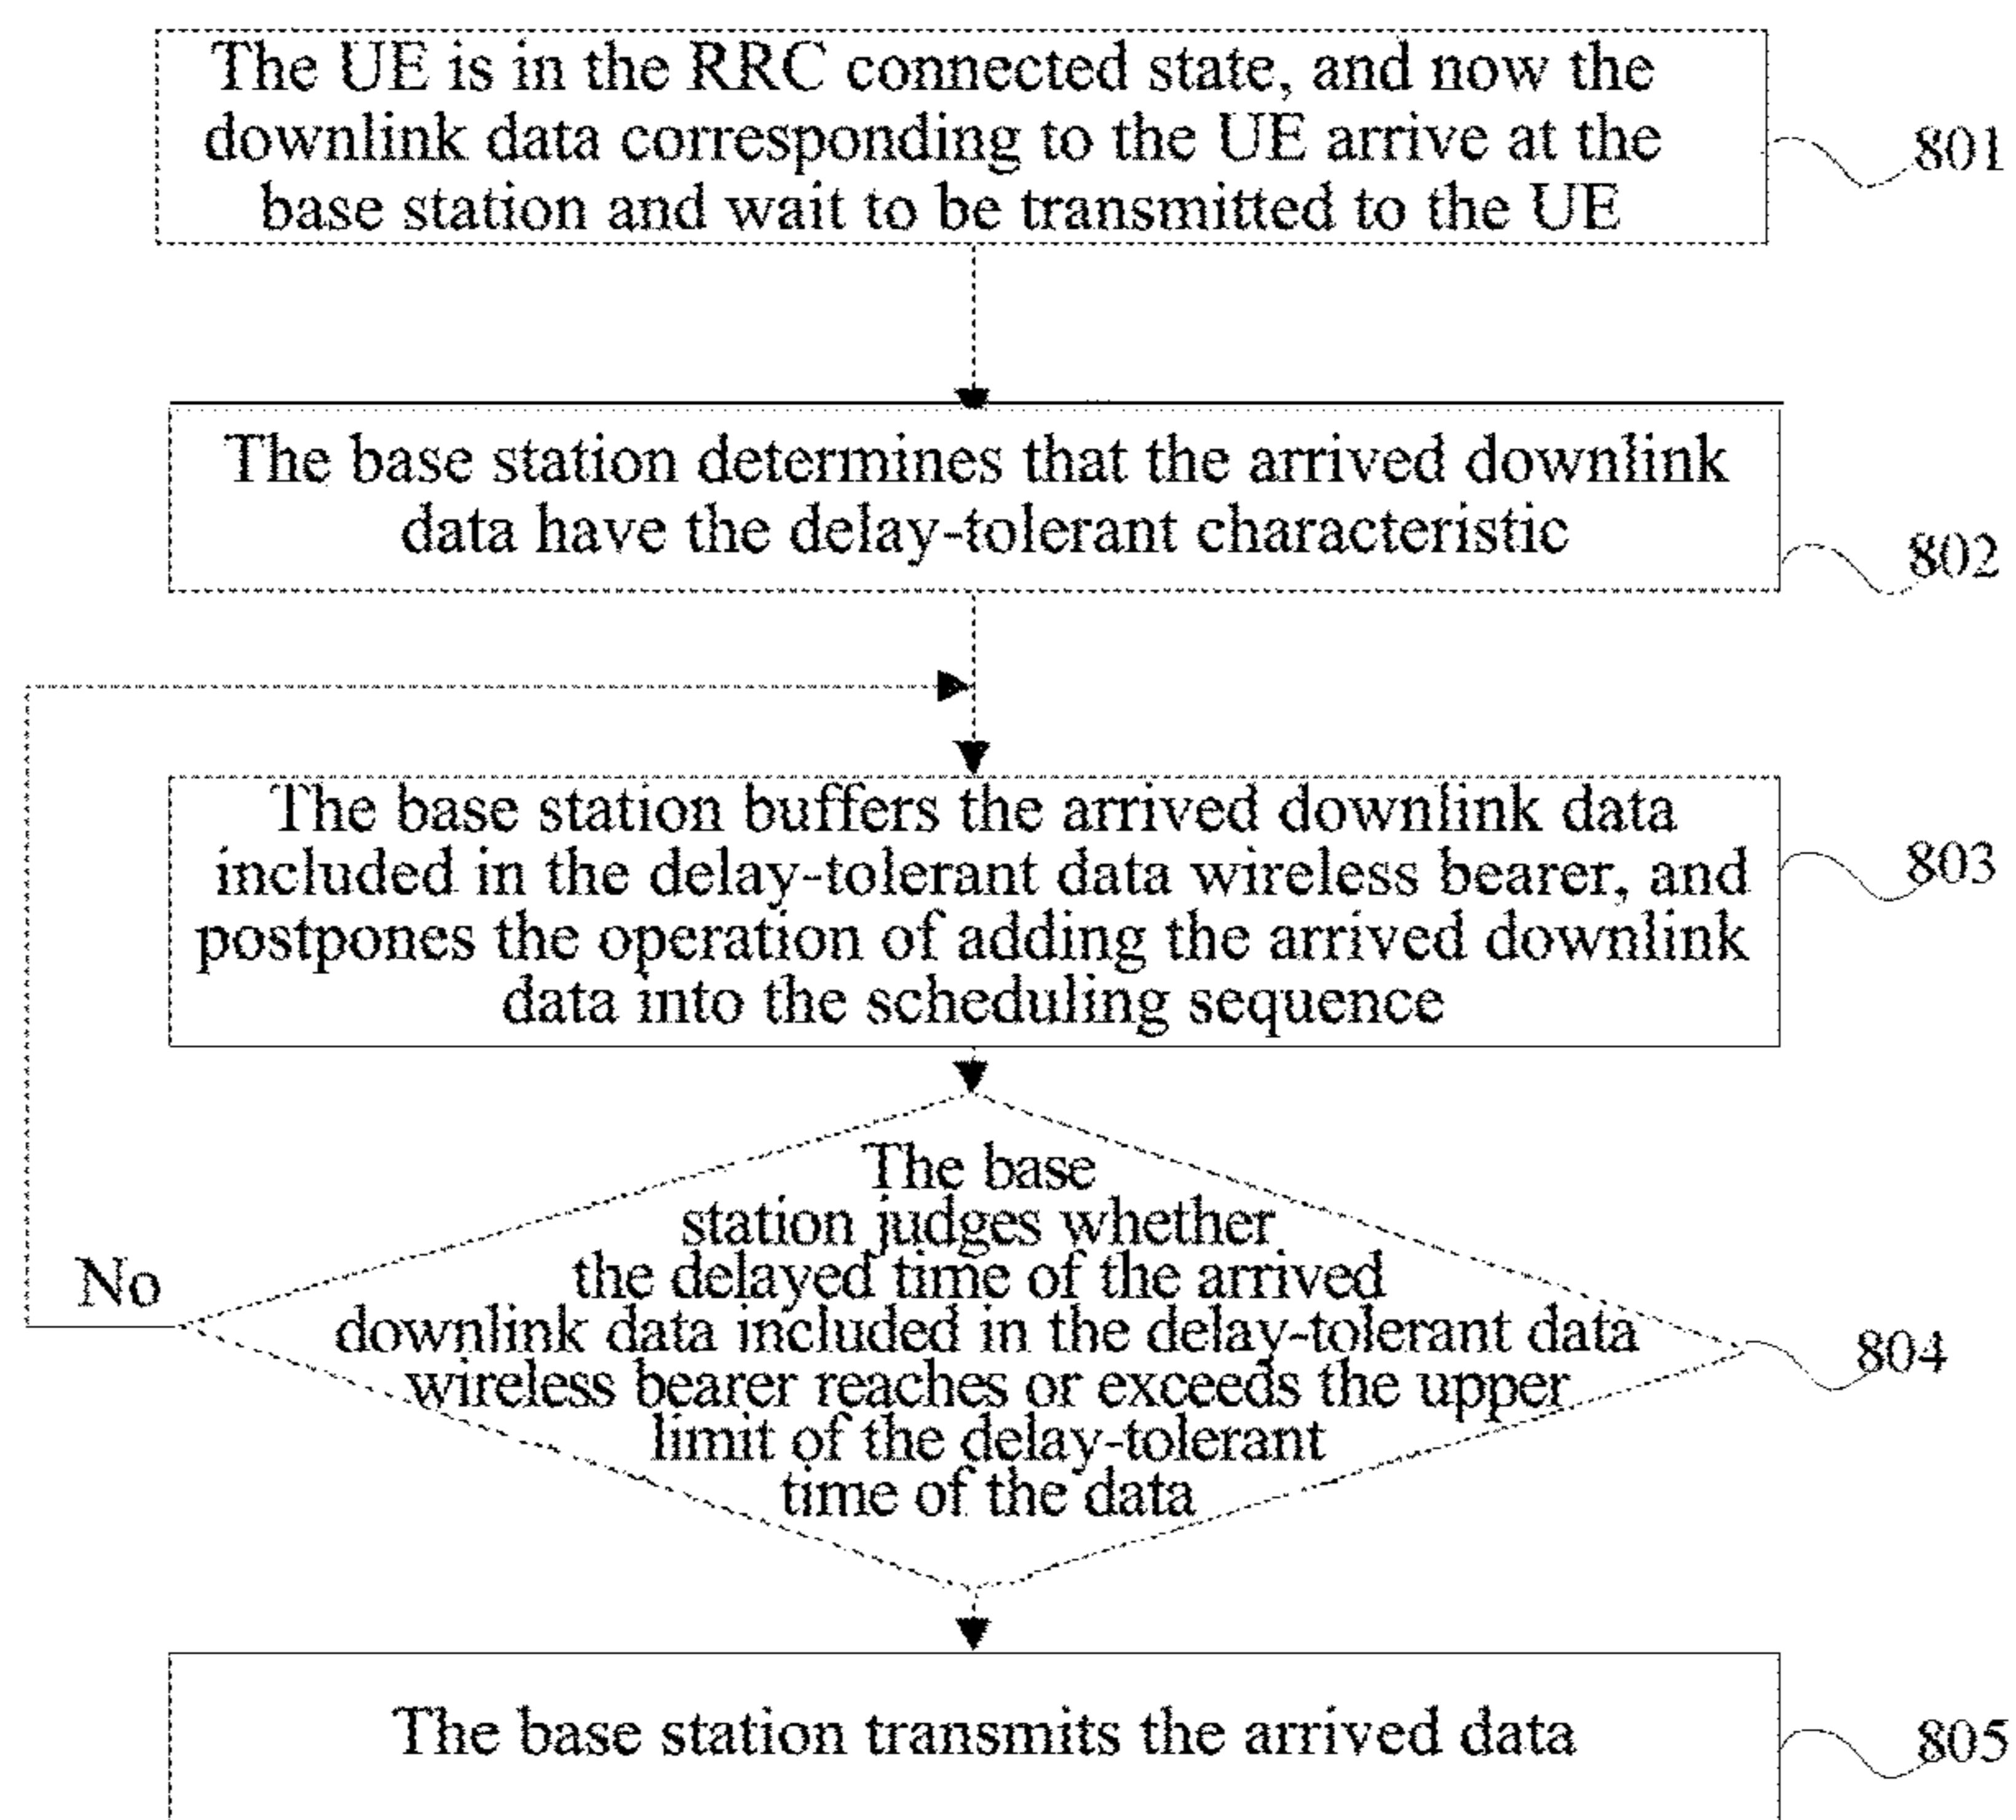 The UE is in the RRC connected state, and now the
downlink data corresponding to the UE arrive at the
base station and wait to be transmitted to the UE
801
The base station determines that the arrived downlink
data have the delay-tolerant characteristic
802
The base station buffers the arrived downlink data
included in the delay-tolerant data wireless bearer, and
postpones the operation of adding the arrived downlink
data into the scheduling sequence
803
The base
station judges whether
the delayed time of the arrived
downlink data included in the delay-tolerant data
wireless bearer reaches or exceeds the upper
limit of the delay-tolerant
time of the data
No
804
The base station transmits the arrived data
805